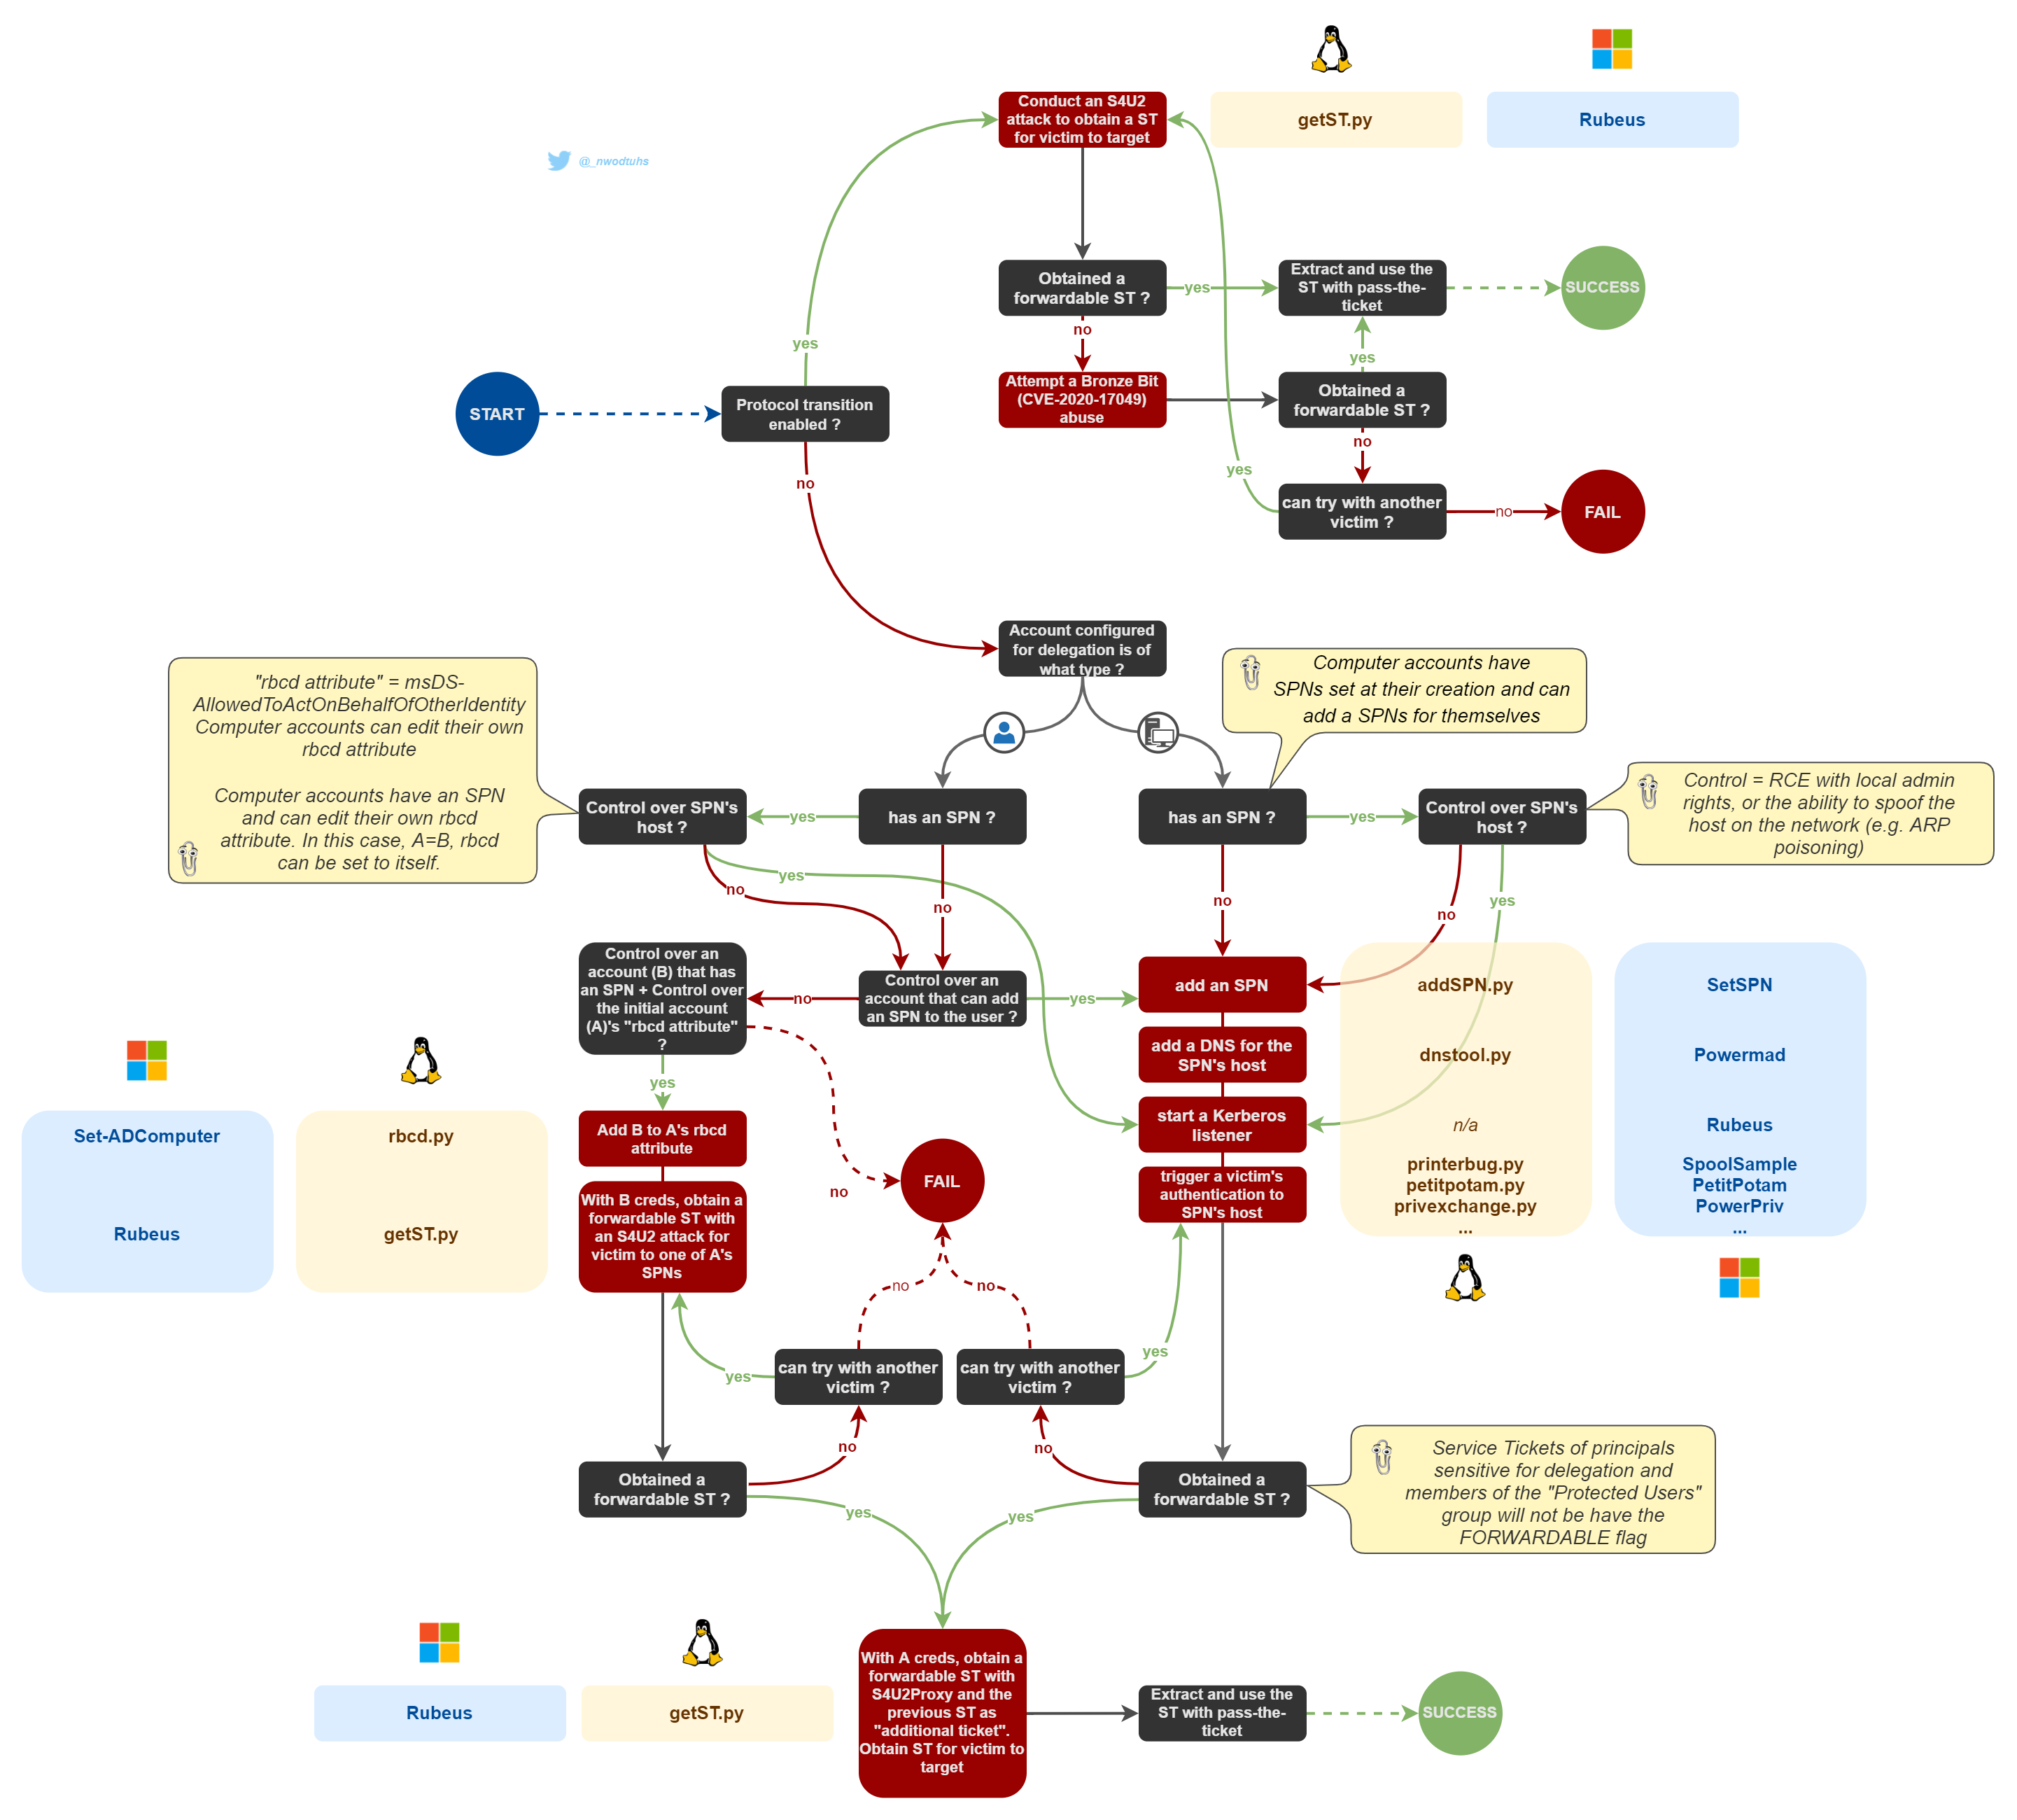 Conduct an S4U2
attack to obtain a ST
for victim to target
getST.py
Rubeus
@_nwodtuhs
Obtained a
forwardable ST ?
yes
Extract and use the
ST with pass-the-
ticket
SUCCESS
no
yes
yes
Attempt a Bronze Bit
(CVE-2020-17049)
abuse
Obtained a
forwardable ST ?
START
Protocol transition
enabled ?
no
yes
no
can try with another
victim ?
no
FAIL
Account configured
for delegation is of
what type ?
"rbcd attribute" = msDS-
AllowedToActOnBehalfOfOtherIdentity
Computer accounts can edit their own
rbcd attribute
Computer accounts have an SPN
and can edit their own rbcd
attribute. In this case, A=B, rbcd
can be set to itself.
Computer accounts have
SPNs set at their creation and can
add a SPNs for themselves
Control = RCE with local admin
rights, or the ability to spoof the
host on the network (e.g. ARP
poisoning)
Control over SPN's
host ?
yes
has an SPN ?
has an SPN ?
yes
Control over SPN's
host ?
yes
no
no
no
no
yes
Control over an
account (B) that has
an SPN + Control over
the initial account
(A)'s "rbcd attribute"
?
no
Control over an
account that can add
an SPN to the user ?
yes
add an SPN
addSPN.py
SetSPN
add a DNS for the
SPN's host
dnstool.py
Powermad
yes
start a Kerberos
listener
n/a
Rubeus
Set-ADComputer
rbcd.py
Add B to A's rbcd
attribute
no
FAIL
trigger a victim's
authentication to
SPN's host
printerbug.py
petitpotam.py
privexchange.py
...
SpoolSample
PetitPotam
PowerPriv
...
Rubeus
getST.py
With B creds, obtain a
forwardable ST with
an S4U2 attack for
victim to one of A's
SPNs
no
no
yes
can try with another
victim ?
can try with another
victim ?
yes
no
no
Obtained a
forwardable ST ?
Obtained a
forwardable ST ?
Service Tickets of principals
sensitive for delegation and
members of the "Protected Users"
group will not be have the
FORWARDABLE flag
yes
yes
Rubeus
getST.py
With A creds, obtain a
forwardable ST with
S4U2Proxy and the
previous ST as
"additional ticket".
Obtain ST for victim to
target
Extract and use the
ST with pass-the-
ticket
SUCCESS